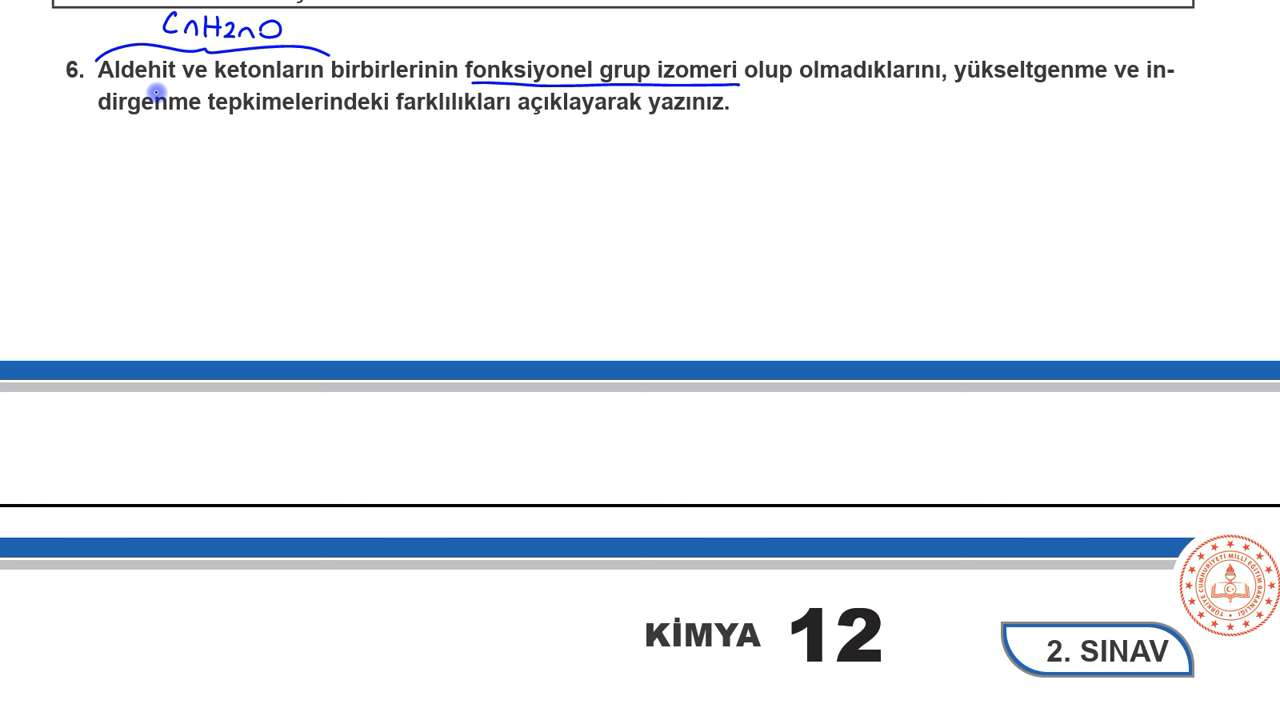 CnH2nO
6. Aldehit ve ketonların birbirlerinin fonksiyonel grup izomeri olup olmadıklarını, yükseltgenme ve in-
dirgenme tepkimelerindeki farklılıkları açıklayarak yazınız.
KİMYA 12
2. SINAV